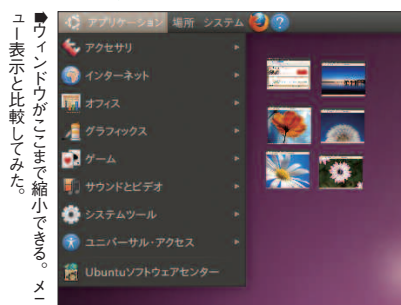 ➡ウィンドウがここまで縮小できる。メニ
ュー表示と比較してみた。
アプリケーション 場所 システム
アクセサリ
インターネット
オフィス
グラフィックス
ゲーム
サウンドとビデオ
システムツール
ユニバーサル・アクセス
Ubuntuソフトウェアセンター